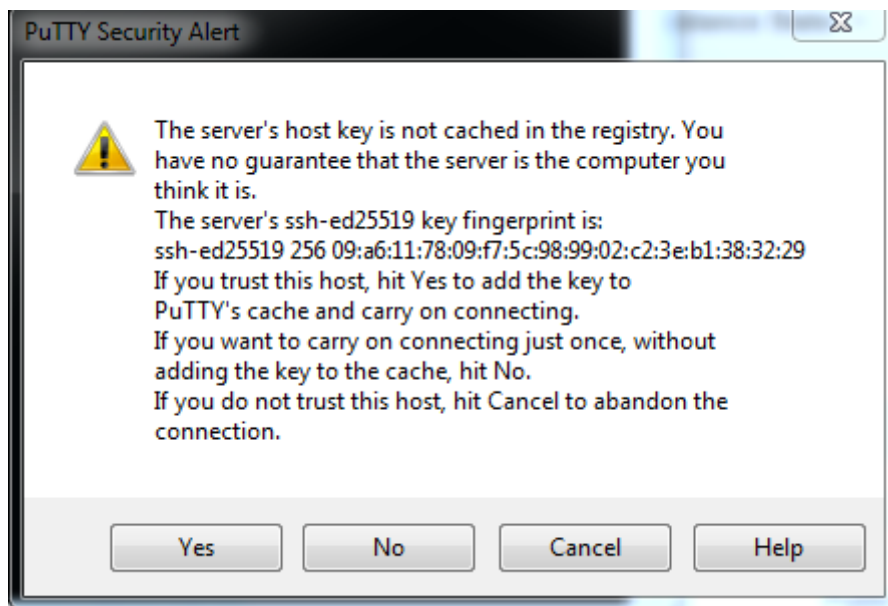 PuTTY Security Alert
The server's host key is not cached in the registry. You
have no guarantee that the server is the computer you
think it is.
The server's ssh-ed25519 key fingerprint is:
ssh-ed25519 256 09:a6:11:78:09:f7:5c:98:99:02:c2:3e:b1:38:32:29
If you trust this host, hit Yes to add the key to
PuTTY's cache and carry on connecting.
If you want to carry on connecting just once, without
adding the key to the cache, hit No.
If you do not trust this host, hit Cancel to abandon the
connection.
Yes No Cancel Help